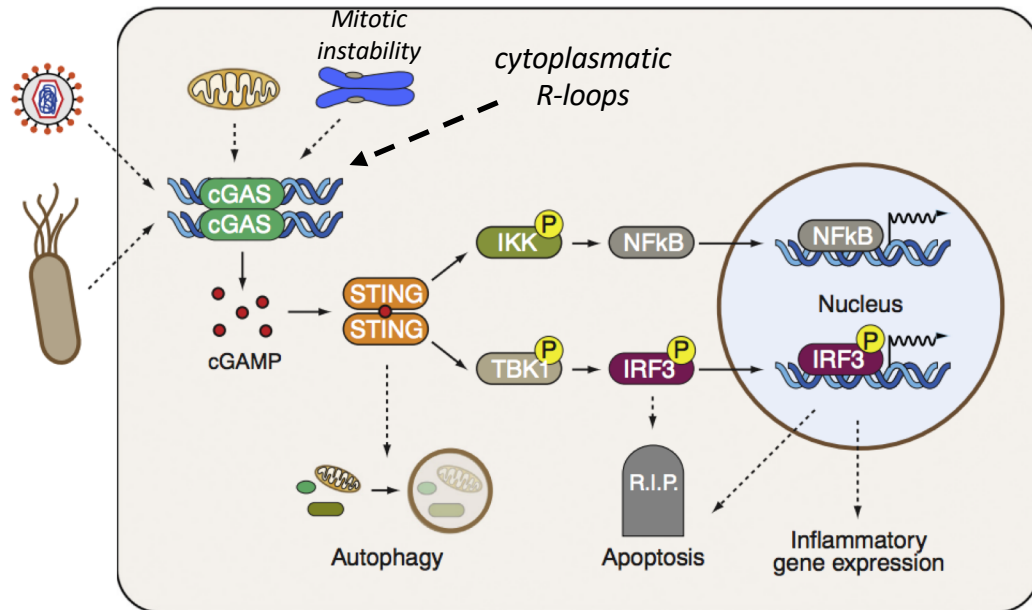 Mitotic
instability
cytoplasmatic
R-loops
cGAS
cGAS
cGAMP
STING
STING
IKK
P
NFkB
NFkB
Nucleus
TBK1
P
IRF3
P
IRF3
P
R.I.P.
Autophagy
Apoptosis
Inflammatory
gene expression